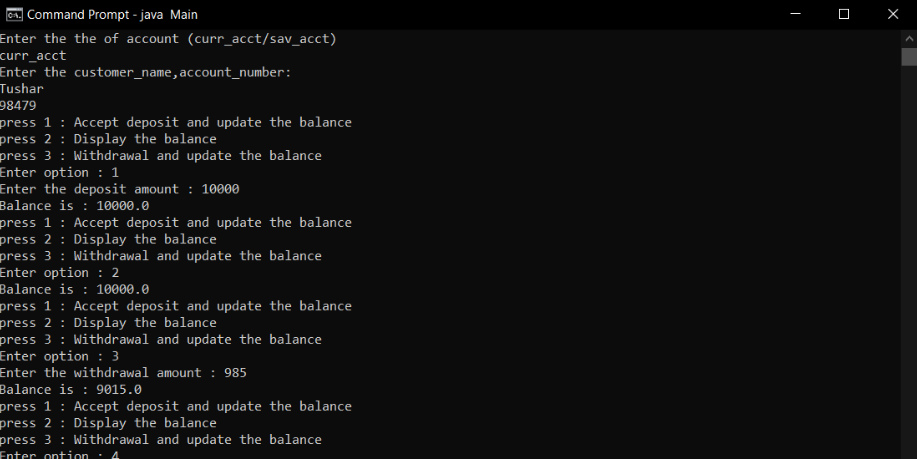 Command Prompt - java  Main
Enter the the of account (curr_acct/sav_acct)
curr_acct
Enter the customer_name,account_number:
Tushar
98479
press 1 : Accept deposit and update the balance
press 2 : Display the balance
press 3 : Withdrawal and update the balance
Enter option : 1
Enter the deposit amount : 10000
Balance is : 10000.0
press 1 : Accept deposit and update the balance
press 2 : Display the balance
press 3 : Withdrawal and update the balance
Enter option : 2
Balance is : 10000.0
press 1 : Accept deposit and update the balance
press 2 : Display the balance
press 3 : Withdrawal and update the balance
Enter option : 3
Enter the withdrawal amount : 985
Balance is : 9015.0
press 1 : Accept deposit and update the balance
press 2 : Display the balance
press 3 : Withdrawal and update the balance
Enter option : 4